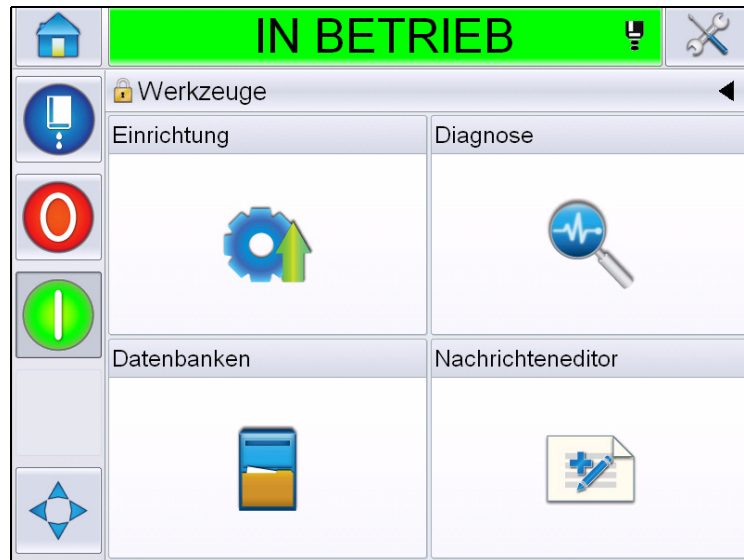 IN BETRIEB
Werkzeuge
Einrichtung
Diagnose
Datenbanken
Nachrichteneditor